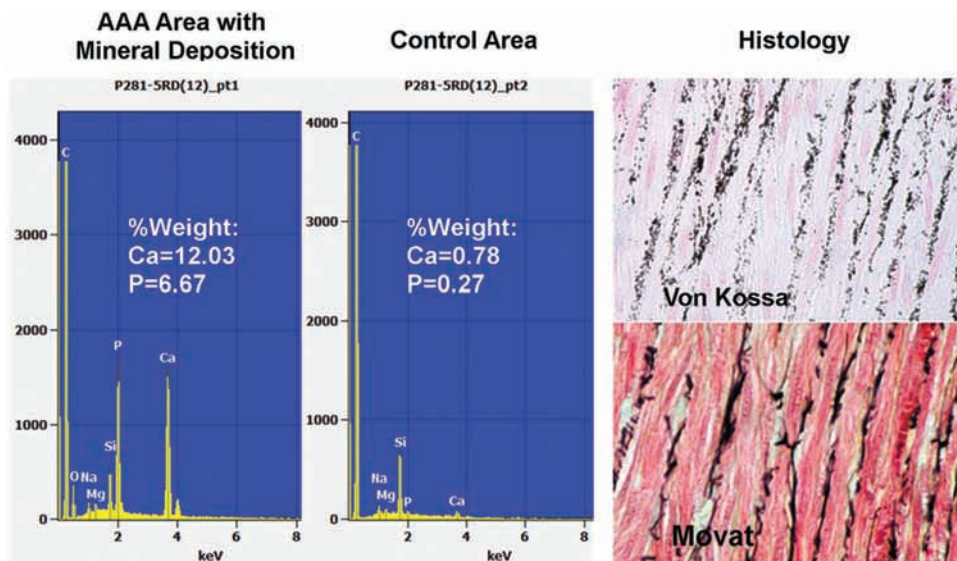 AAA Area with
Mineral Deposition
Control Area
Histology
P281-5RD(12)_pt1
4000
3000
2000
1000
0
C
%Weight:
Ca=12.03
P=6.67
P
Ca
Si
O
Na
Mg
2
4
6
8
keV
P281-5RD(12)_pt2
4000
3000
2000
1000
0
C
%Weight:
Ca=0.78
P=0.27
Si
Na
Mg
P
Ca
2
4
6
8
keV
Von Kossa
Movat